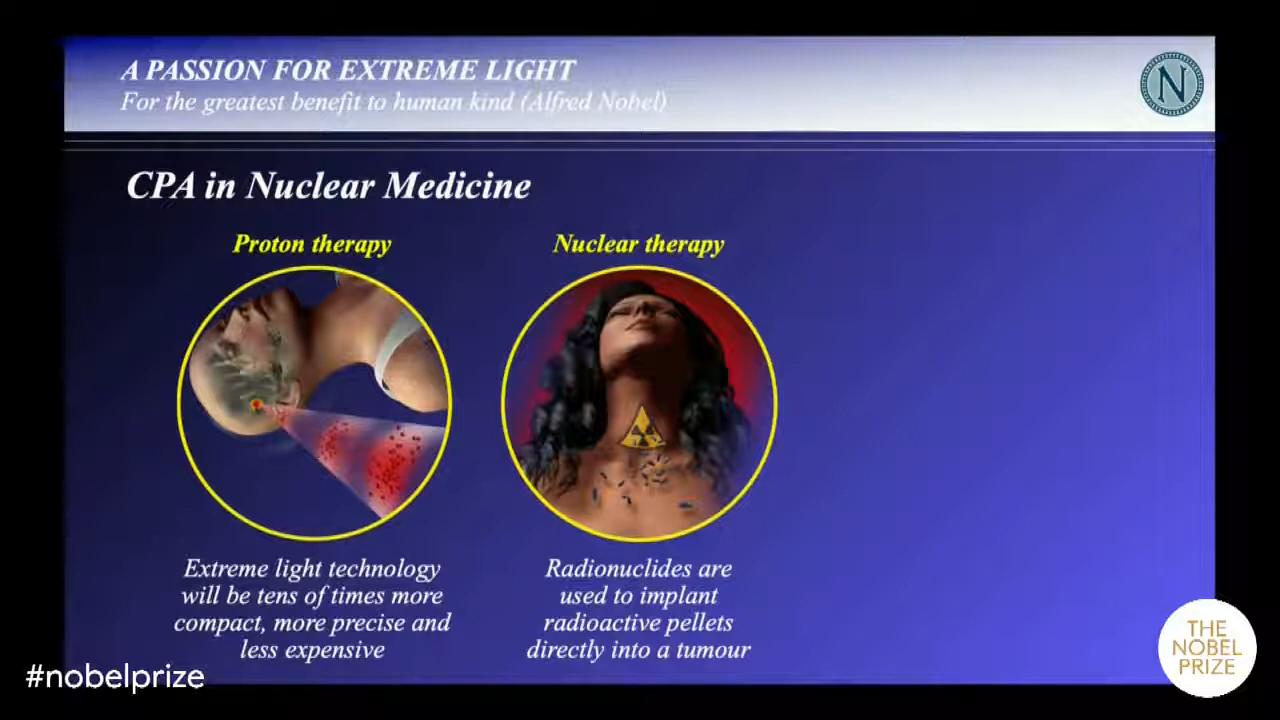 A PASSION FOR EXTREME LIGHT
For the greatest benefit to human kind (Alfred Nobel)
N
CPA in Nuclear Medicine
Proton therapy
Extreme light technology
will be tens of times more
compact, more precise and
less expensive
Nuclear therapy
Radionuclides are
used to implant
radioactive pellets
directly into a tumour
#nobelprize
THE
NOBEL
PRIZE